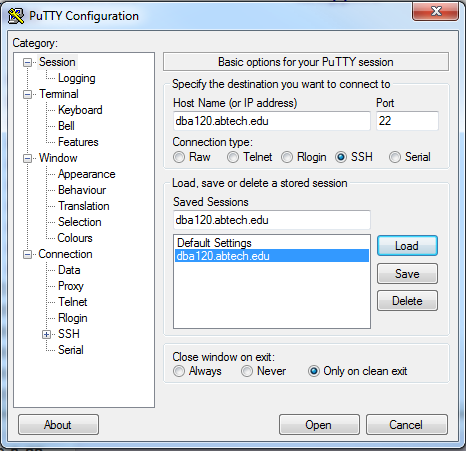 PuTTY Configuration
Category:
Session
Logging
Terminal
Keyboard
Bell
Features
Window
Appearance
Behaviour
Translation
Selection
Colours
Connection
Data
Proxy
Telnet
Rlogin
SSH
Serial
Basic options for your PuTTY session
Specify the destination you want to connect to
Host Name (or IP address) Port
dba120.abtech.edu 22
Connection type:
Raw Telnet Rlogin SSH Serial
Load, save or delete a stored session
Saved Sessions
dba120.abtech.edu
Default Settings
dba120.abtech.edu
Load
Save
Delete
Close window on exit:
Always Never Only on clean exit
About Open Cancel